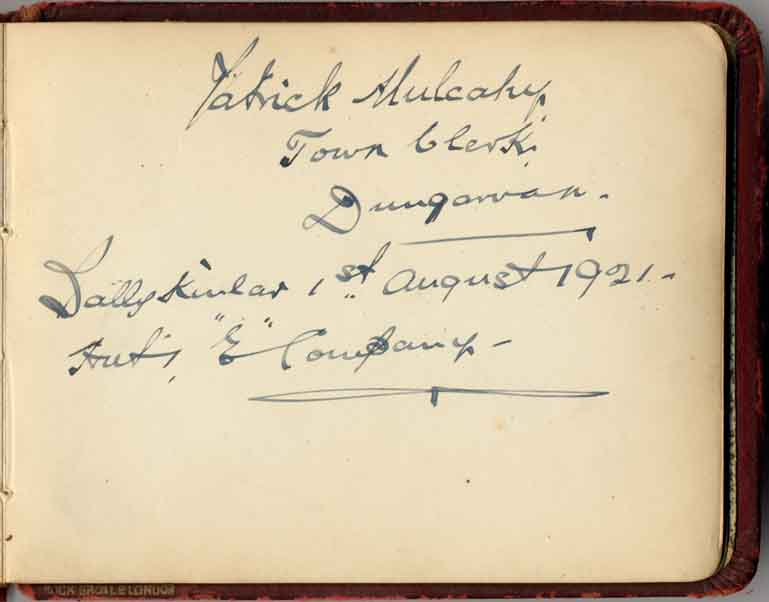 Patrick Mulcahy,
Town Clerk,
Dungarvan.
Ballykinlar 1st August 1921.
Hut 1, "E" Company -